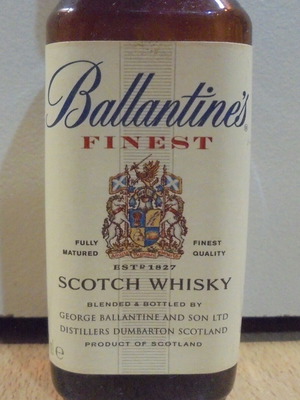 Ballantine's
FINEST
FULLY MATURED
FINEST QUALITY
ESTD 1827
SCOTCH WHISKY
BLENDED & BOTTLED BY
GEORGE BALLANTINE AND SON LTD
DISTILLERS DUMBARTON SCOTLAND
PRODUCT OF SCOTLAND
e